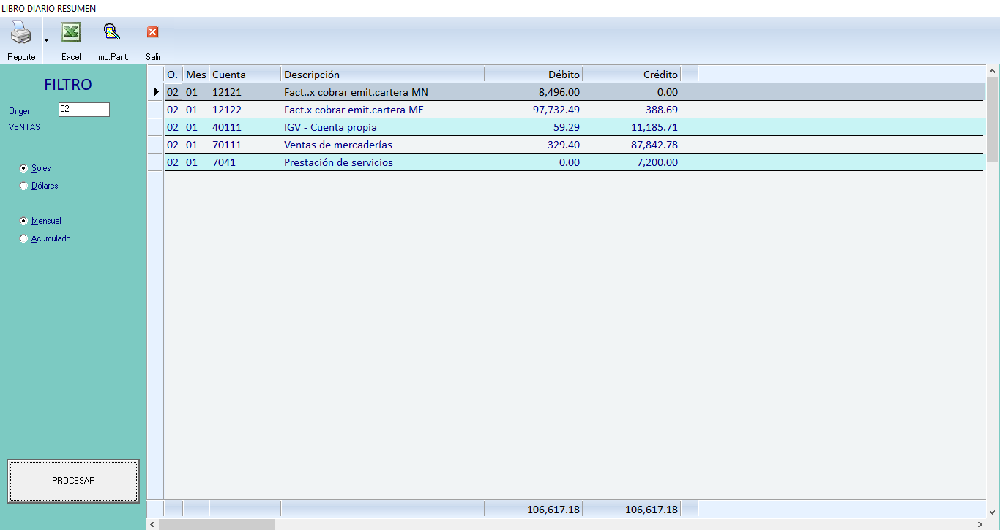 LIBRO DIARIO RESUMEN
Reporte Excel Imp.Pant. Salir
FILTRO
Origen 02
VENTAS
Soles
Dólares
Mensual
Acumulado
PROCESAR
O. Mes Cuenta Descripción Débito Crédito
02 01 12121 Fact..x cobrar emit.cartera MN 8,496.00 0.00
02 01 12122 Fact.x cobrar emit.cartera ME 97,732.49 388.69
02 01 40111 IGV - Cuenta propia 59.29 11,185.71
02 01 70111 Ventas de mercaderías 329.40 87,842.78
02 01 7041 Prestación de servicios 0.00 7,200.00
106,617.18 106,617.18